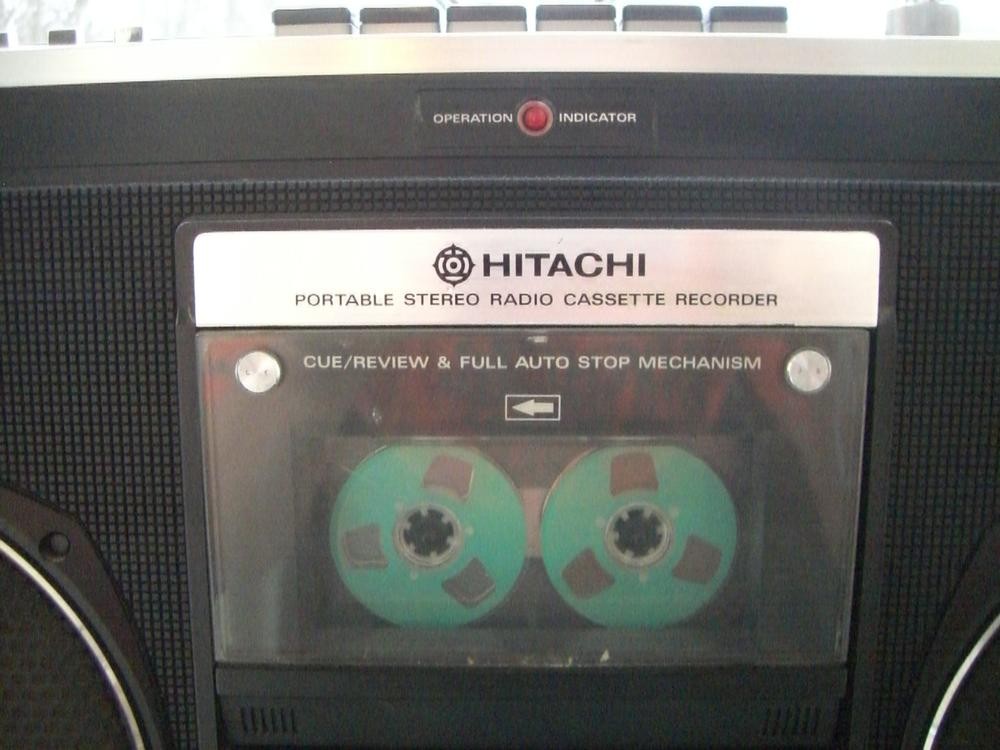 OPERATION INDICATOR
HITACHI
PORTABLE STEREO RADIO CASSETTE RECORDER
CUE/REVIEW & FULL AUTO STOP MECHANISM